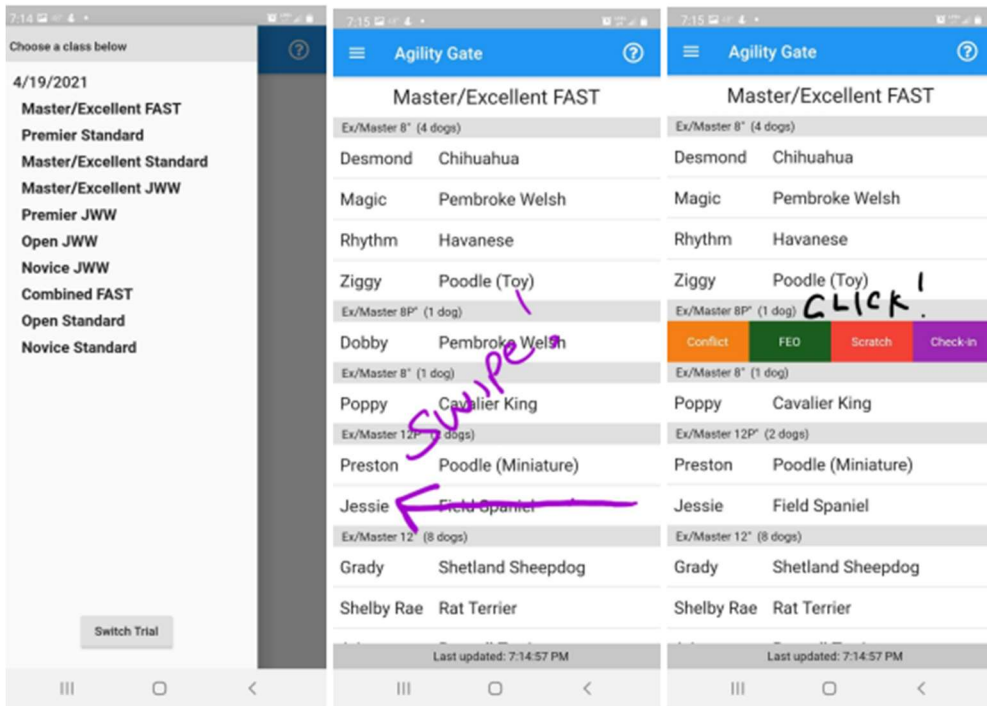 7:14
Choose a class below
4/19/2021
Master/Excellent FAST
Premier Standard
Master/Excellent Standard
Master/Excellent JWW
Premier JWW
Open JWW
Novice JWW
Combined FAST
Open Standard
Novice Standard
Switch Trial
7:15
Agility Gate
Master/Excellent FAST
Ex/Master 8" (4 dogs)
Desmond Chihuahua
Magic Pembroke Welsh
Rhythm Havanese
Ziggy Poodle (Toy)
Ex/Master 8P" (1 dog)
Dobby Pembroke Welsh
Ex/Master 8" (1 dog)
Poppy Cavalier King
Ex/Master 12P" (2 dogs)
Preston Poodle (Miniature)
Jessie Field Spaniel
Ex/Master 12" (8 dogs)
Grady Shetland Sheepdog
Shelby Rae Rat Terrier
Last updated: 7:14:57 PM
Swipe!
7:15
Agility Gate
Master/Excellent FAST
Ex/Master 8" (4 dogs)
Desmond Chihuahua
Magic Pembroke Welsh
Rhythm Havanese
Ziggy Poodle (Toy)
Ex/Master 8P" (1 dog)
CLICK!
Conflict FEO Scratch Check-in
Ex/Master 8" (1 dog)
Poppy Cavalier King
Ex/Master 12P" (2 dogs)
Preston Poodle (Miniature)
Jessie Field Spaniel
Ex/Master 12" (8 dogs)
Grady Shetland Sheepdog
Shelby Rae Rat Terrier
Last updated: 7:14:57 PM